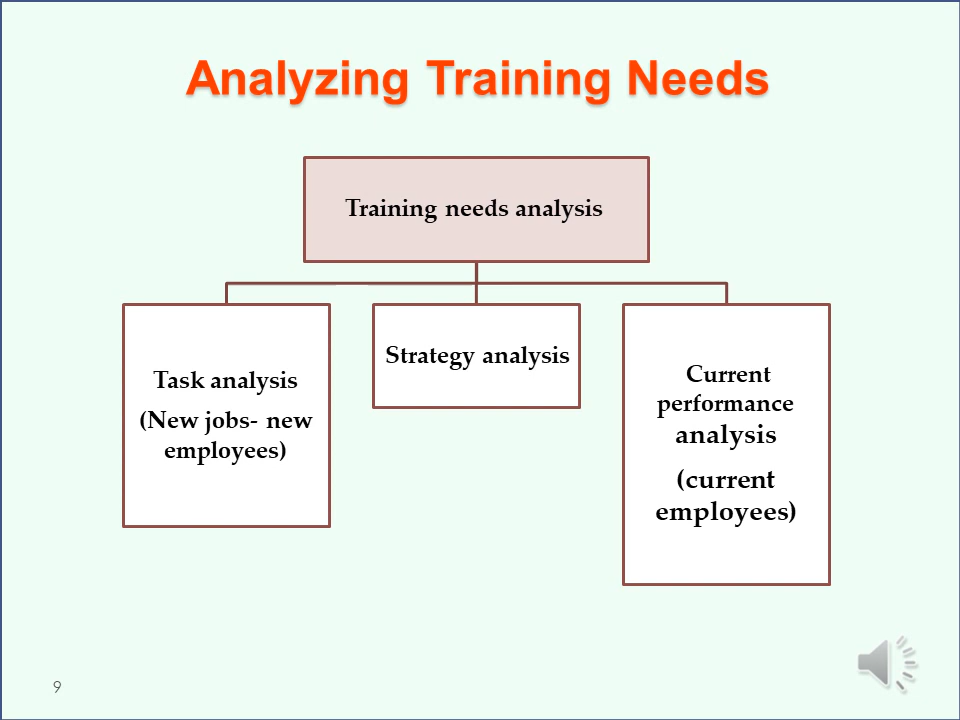 Analyzing Training Needs
Training needs analysis
Task analysis
(New jobs- new
employees)
Strategy analysis
Current
performance
analysis
(current
employees)
9